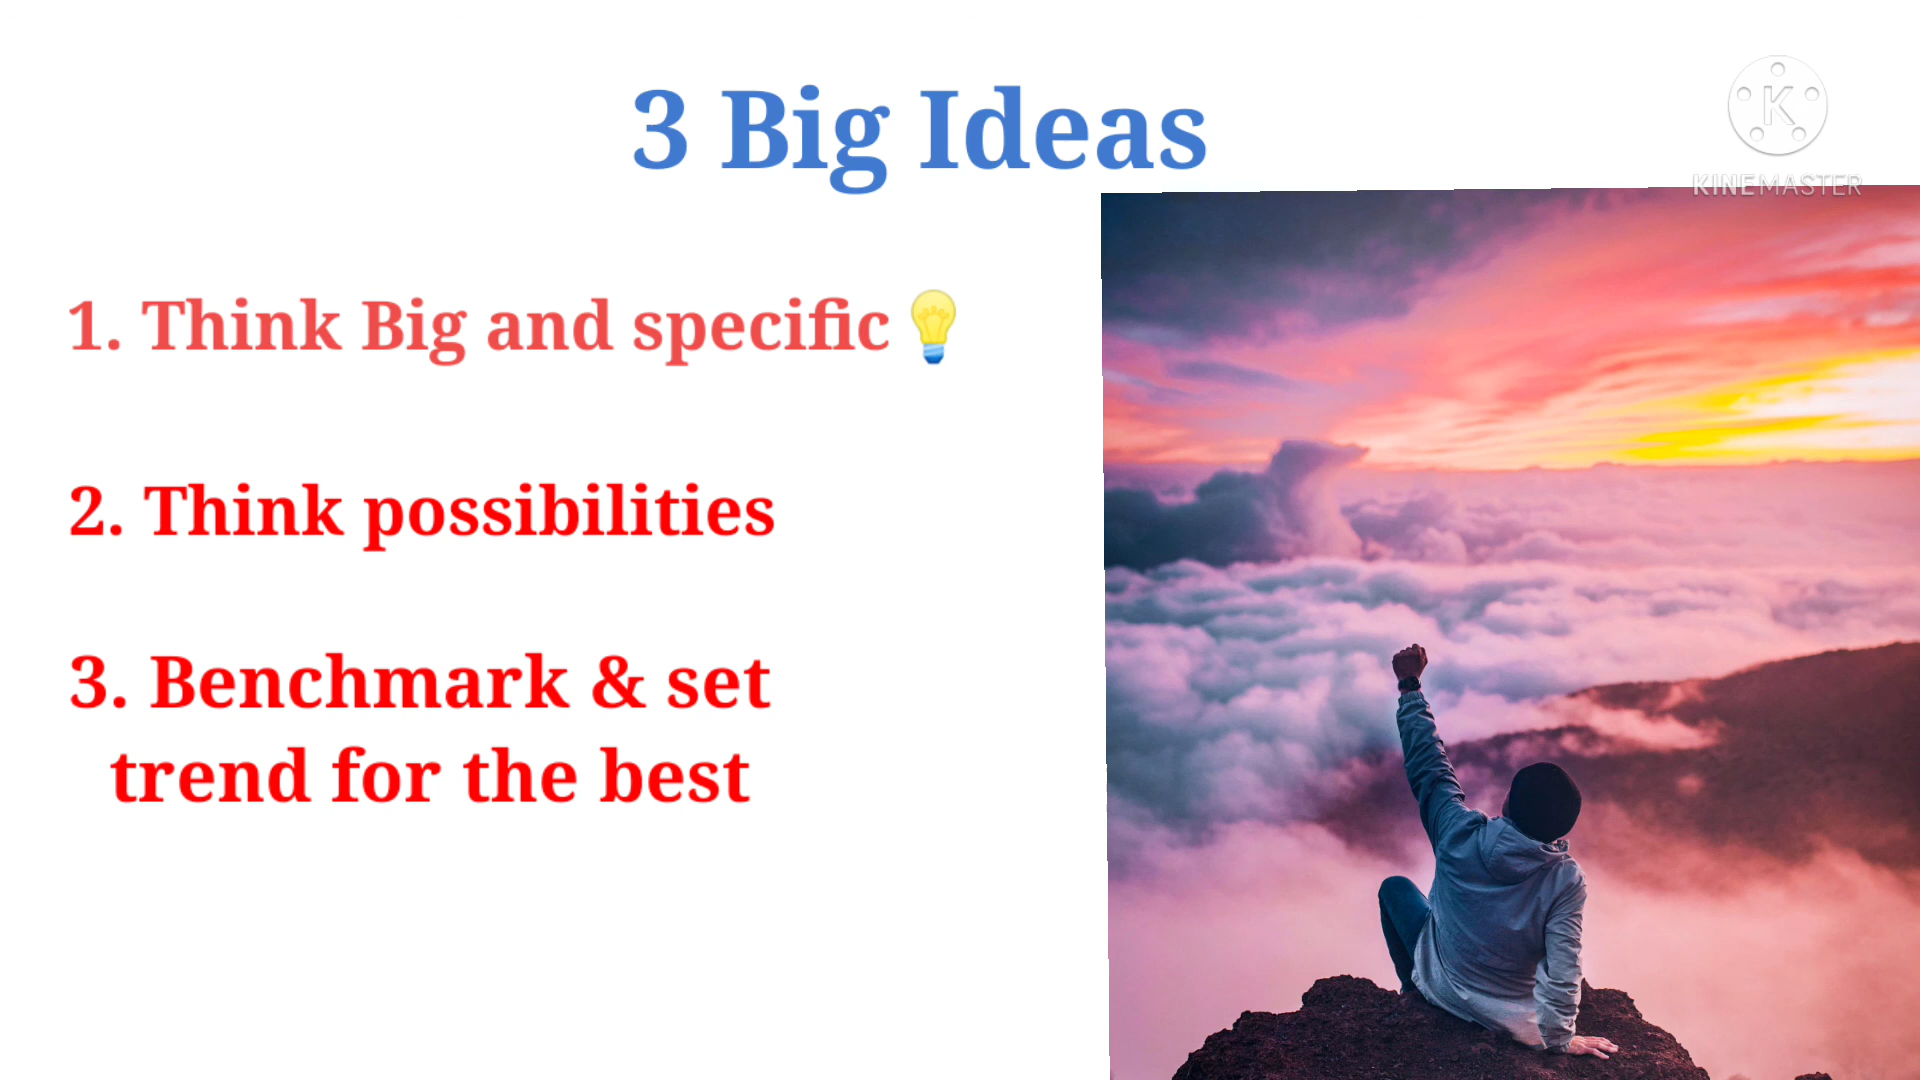 3 Big Ideas
K
KINEMASTER
1. Think Big and specific💡
2. Think possibilities
3. Benchmark & set
trend for the best